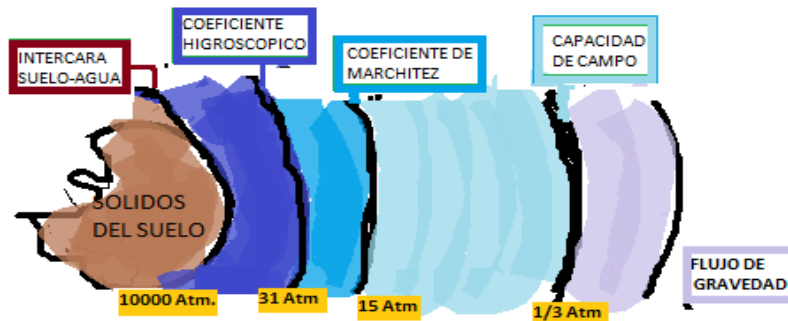 INTERCARA
SUELO-AGUA
COEFICIENTE
HIGROSCOPICO
COEFICIENTE DE
MARCHITEZ
CAPACIDAD
DE CAMPO
SOLIDOS
DEL SUELO
FLUJO DE
GRAVEDAD
10000 Atm.
31 Atm
15 Atm
1/3 Atm